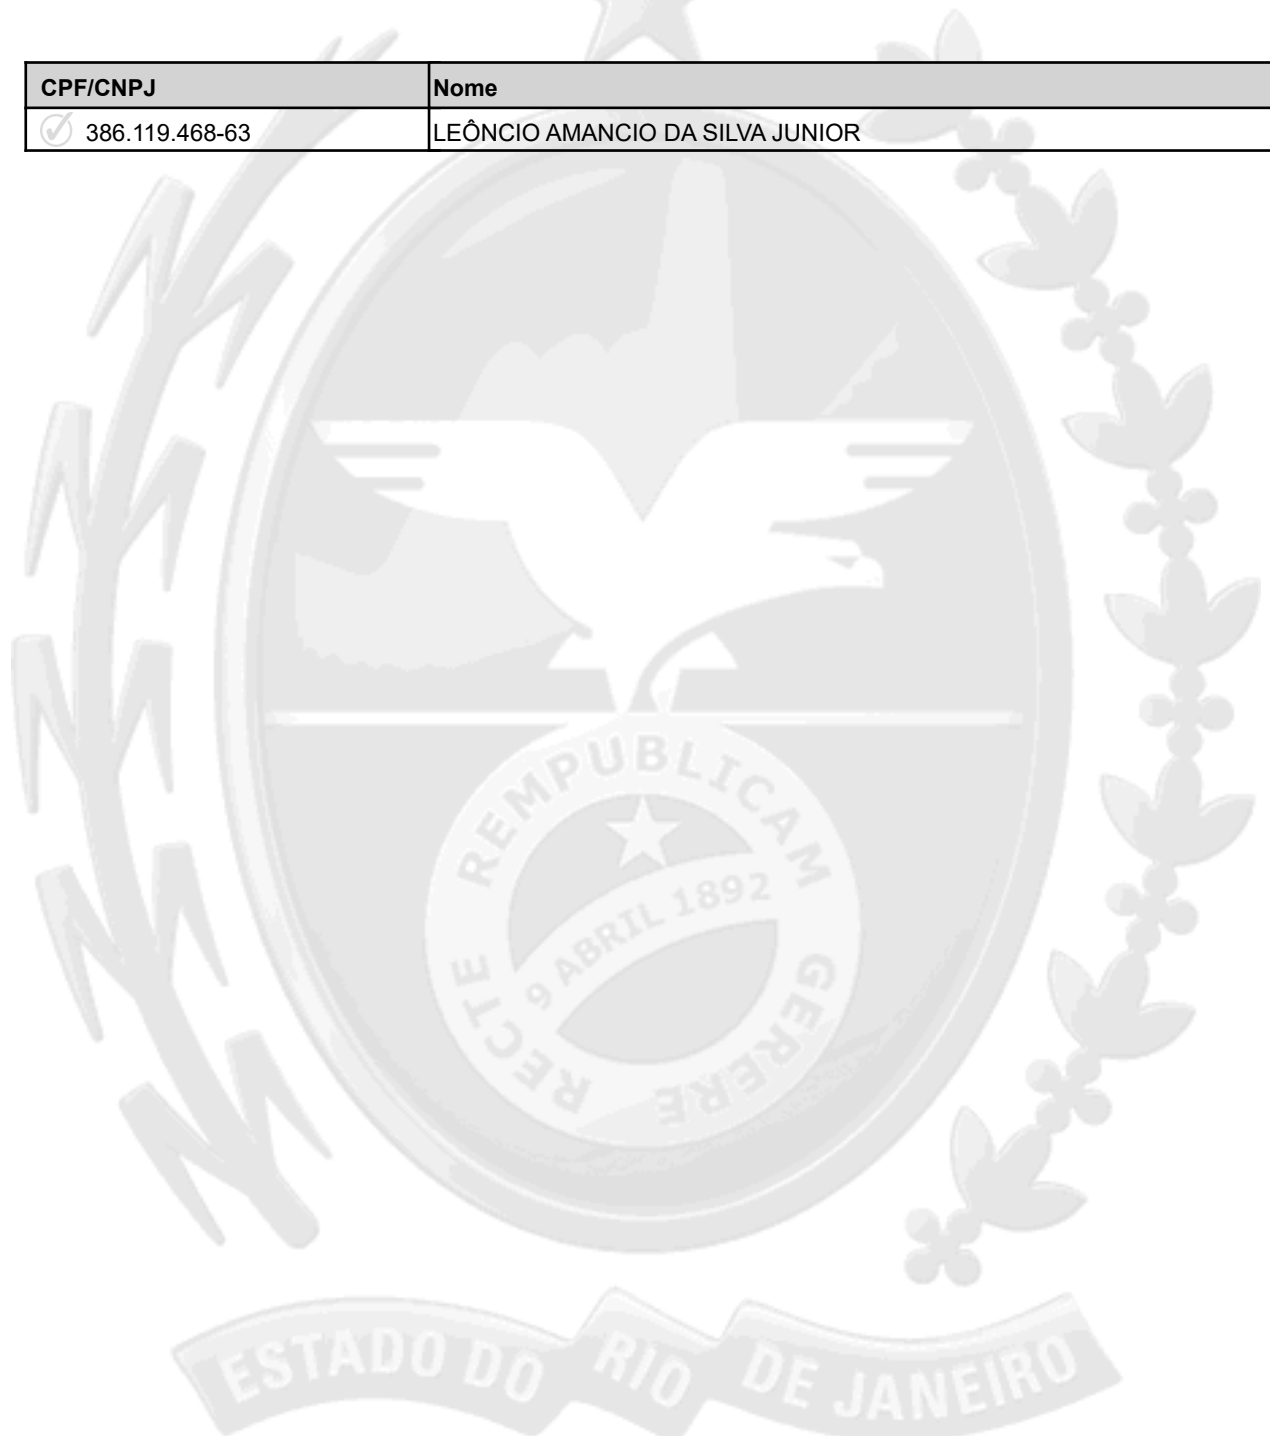 CPF/CNPJ Nome
386.119.468-63 LEÔNCIO AMANCIO DA SILVA JUNIOR
RECTE REMPUBLICAM GERERE
9 ABRIL 1892
ESTADO DO RIO DE JANEIRO